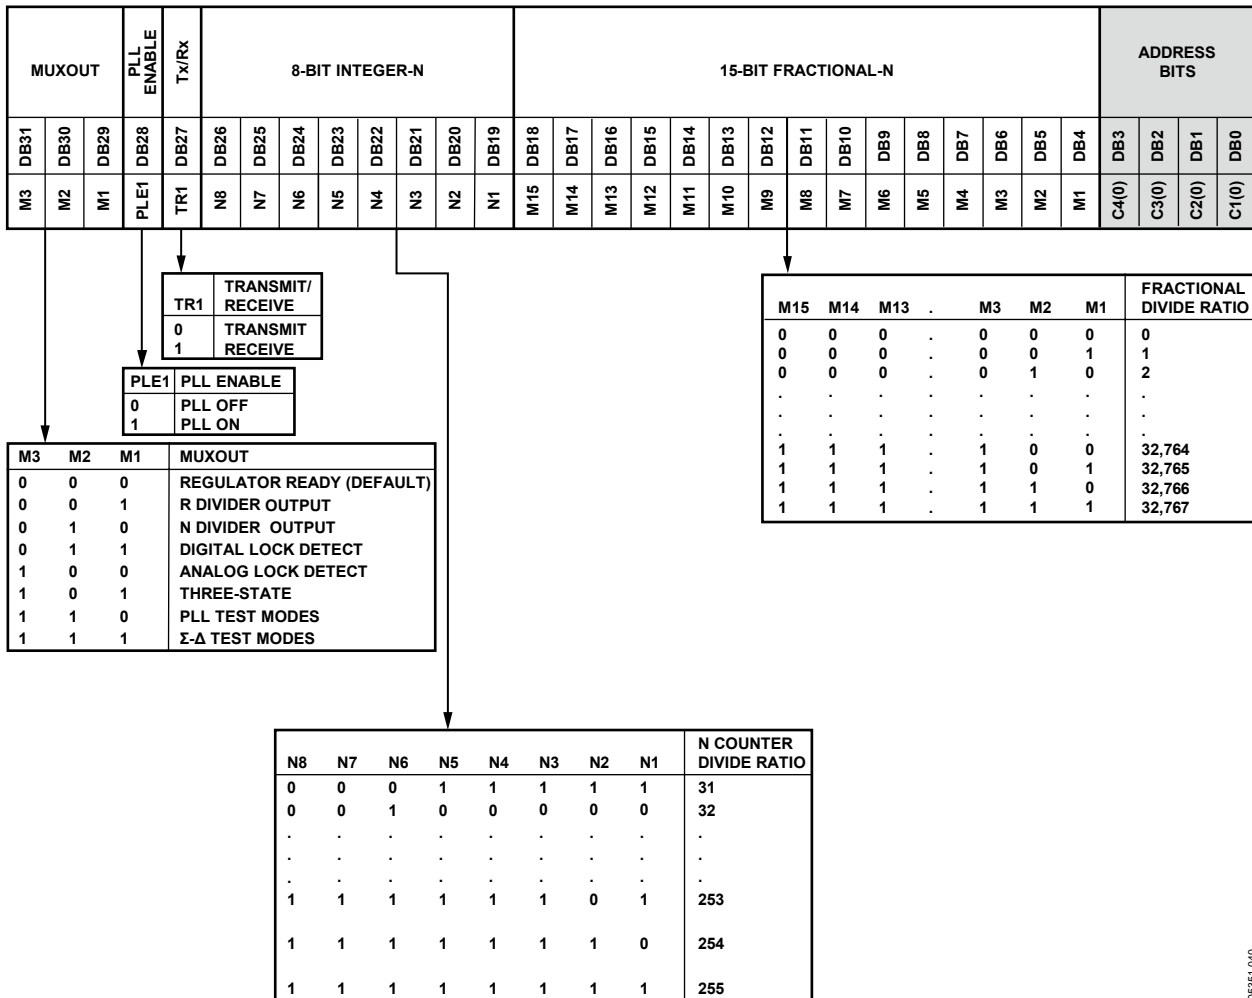 MUXOUT PLL ENABLE Tx/Rx 8-BIT INTEGER-N 15-BIT FRACTIONAL-N ADDRESS BITS
DB31 DB30 DB29 DB28 DB27 DB26 DB25 DB24 DB23 DB22 DB21 DB20 DB19 DB18 DB17 DB16 DB15 DB14 DB13 DB12 DB11 DB10 DB9 DB8 DB7 DB6 DB5 DB4 DB3 DB2 DB1 DB0
M3 M2 M1 PLE1 TR1 N8 N7 N6 N5 N4 N3 N2 N1 M15 M14 M13 M12 M11 M10 M9 M8 M7 M6 M5 M4 M3 M2 M1 C4(0) C3(0) C2(0) C1(0)
TR1 TRANSMIT/ RECEIVE
0 TRANSMIT
1 RECEIVE
PLE1 PLL ENABLE
0 PLL OFF
1 PLL ON
M3 M2 M1 MUXOUT
0 0 0 REGULATOR READY (DEFAULT)
0 0 1 R DIVIDER OUTPUT
0 1 0 N DIVIDER OUTPUT
0 1 1 DIGITAL LOCK DETECT
1 0 0 ANALOG LOCK DETECT
1 0 1 THREE-STATE
1 1 0 PLL TEST MODES
1 1 1 Σ-Δ TEST MODES
M15 M14 M13 . M3 M2 M1 FRACTIONAL DIVIDE RATIO
0 0 0 . 0 0 0 0
0 0 0 . 0 0 1 1
0 0 0 . 0 1 0 2
. . . . . . . .
. . . . . . . .
. . . . . . . .
1 1 1 . 1 0 0 32,764
1 1 1 . 1 0 1 32,765
1 1 1 . 1 1 0 32,766
1 1 1 . 1 1 1 32,767
N8 N7 N6 N5 N4 N3 N2 N1 N COUNTER DIVIDE RATIO
0 0 0 1 1 1 1 1 31
0 0 1 0 0 0 0 0 32
. . . . . . . . .
. . . . . . . . .
. . . . . . . . .
1 1 1 1 1 1 0 1 253
1 1 1 1 1 1 1 0 254
1 1 1 1 1 1 1 1 255